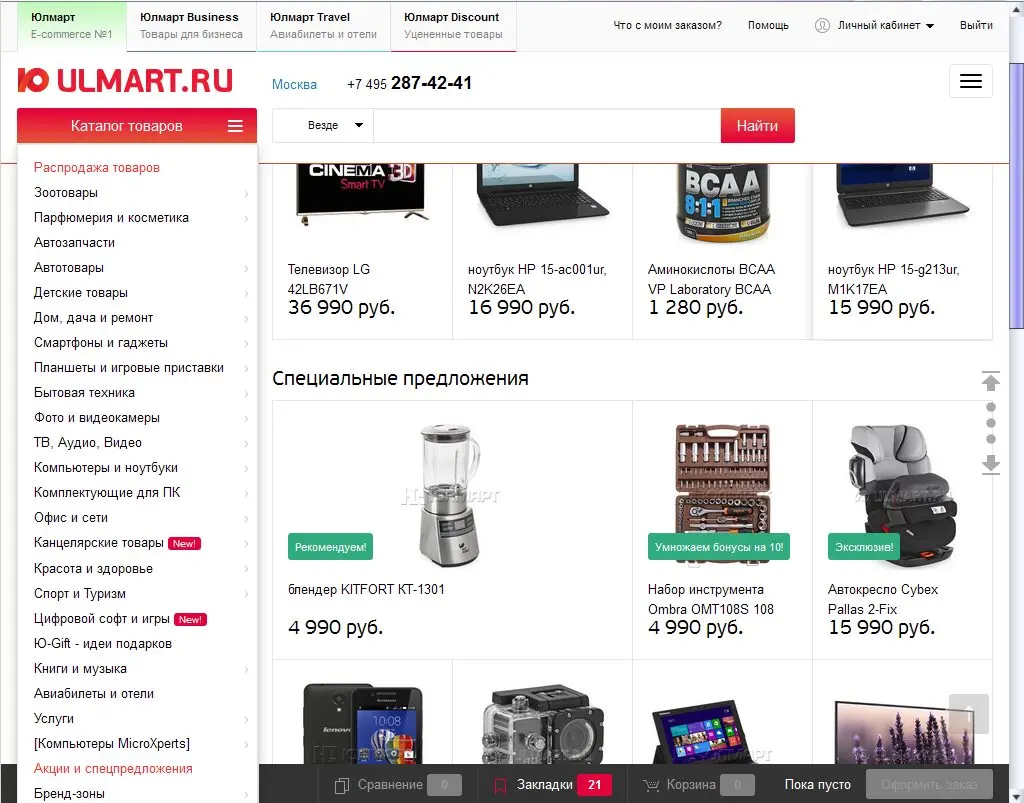 Юлмарт
E-commerce №1
Юлмарт Business
Товары для бизнеса
Юлмарт Travel
Авиабилеты и отели
Юлмарт Discount
Уцененные товары
Что с моим заказом?
Помощь
Личный кабинет
Выйти
Ю ULMART.RU
Москва
+7 495 287-42-41
Каталог товаров
Везде
Найти
Распродажа товаров
Зоотовары
Парфюмерия и косметика
Автозапчасти
Автотовары
Детские товары
Дом, дача и ремонт
Смартфоны и гаджеты
Планшеты и игровые приставки
Бытовая техника
Фото и видеокамеры
ТВ, Аудио, Видео
Компьютеры и ноутбуки
Комплектующие для ПК
Офис и сети
Канцелярские товары New!
Красота и здоровье
Спорт и Туризм
Цифровой софт и игры New!
Ю-Gift - идеи подарков
Книги и музыка
Авиабилеты и отели
Услуги
[Компьютеры MicroXperts]
Акции и спецпредложения
Бренд-зоны
CINEMA 3D
Smart TV
BCAA
8:1:1
Телевизор LG
42LB671V
36 990 руб.
ноутбук HP 15-ac001ur,
N2K26EA
16 990 руб.
Аминокислоты BCAA
VP Laboratory BCAA
1 280 руб.
ноутбук HP 15-g213ur,
M1K17EA
15 990 руб.
Специальные предложения
Рекомендуем!
блендер KITFORT КТ-1301
4 990 руб.
Умножаем бонусы на 10!
Набор инструмента
Ombra OMT108S 108
4 990 руб.
Эксклюзив!
Автокресло Cybex
Pallas 2-Fix
15 990 руб.
lenovo
10:08
Сравнение 0
Закладки 21
Корзина 0
Пока пусто
Оформить заказ